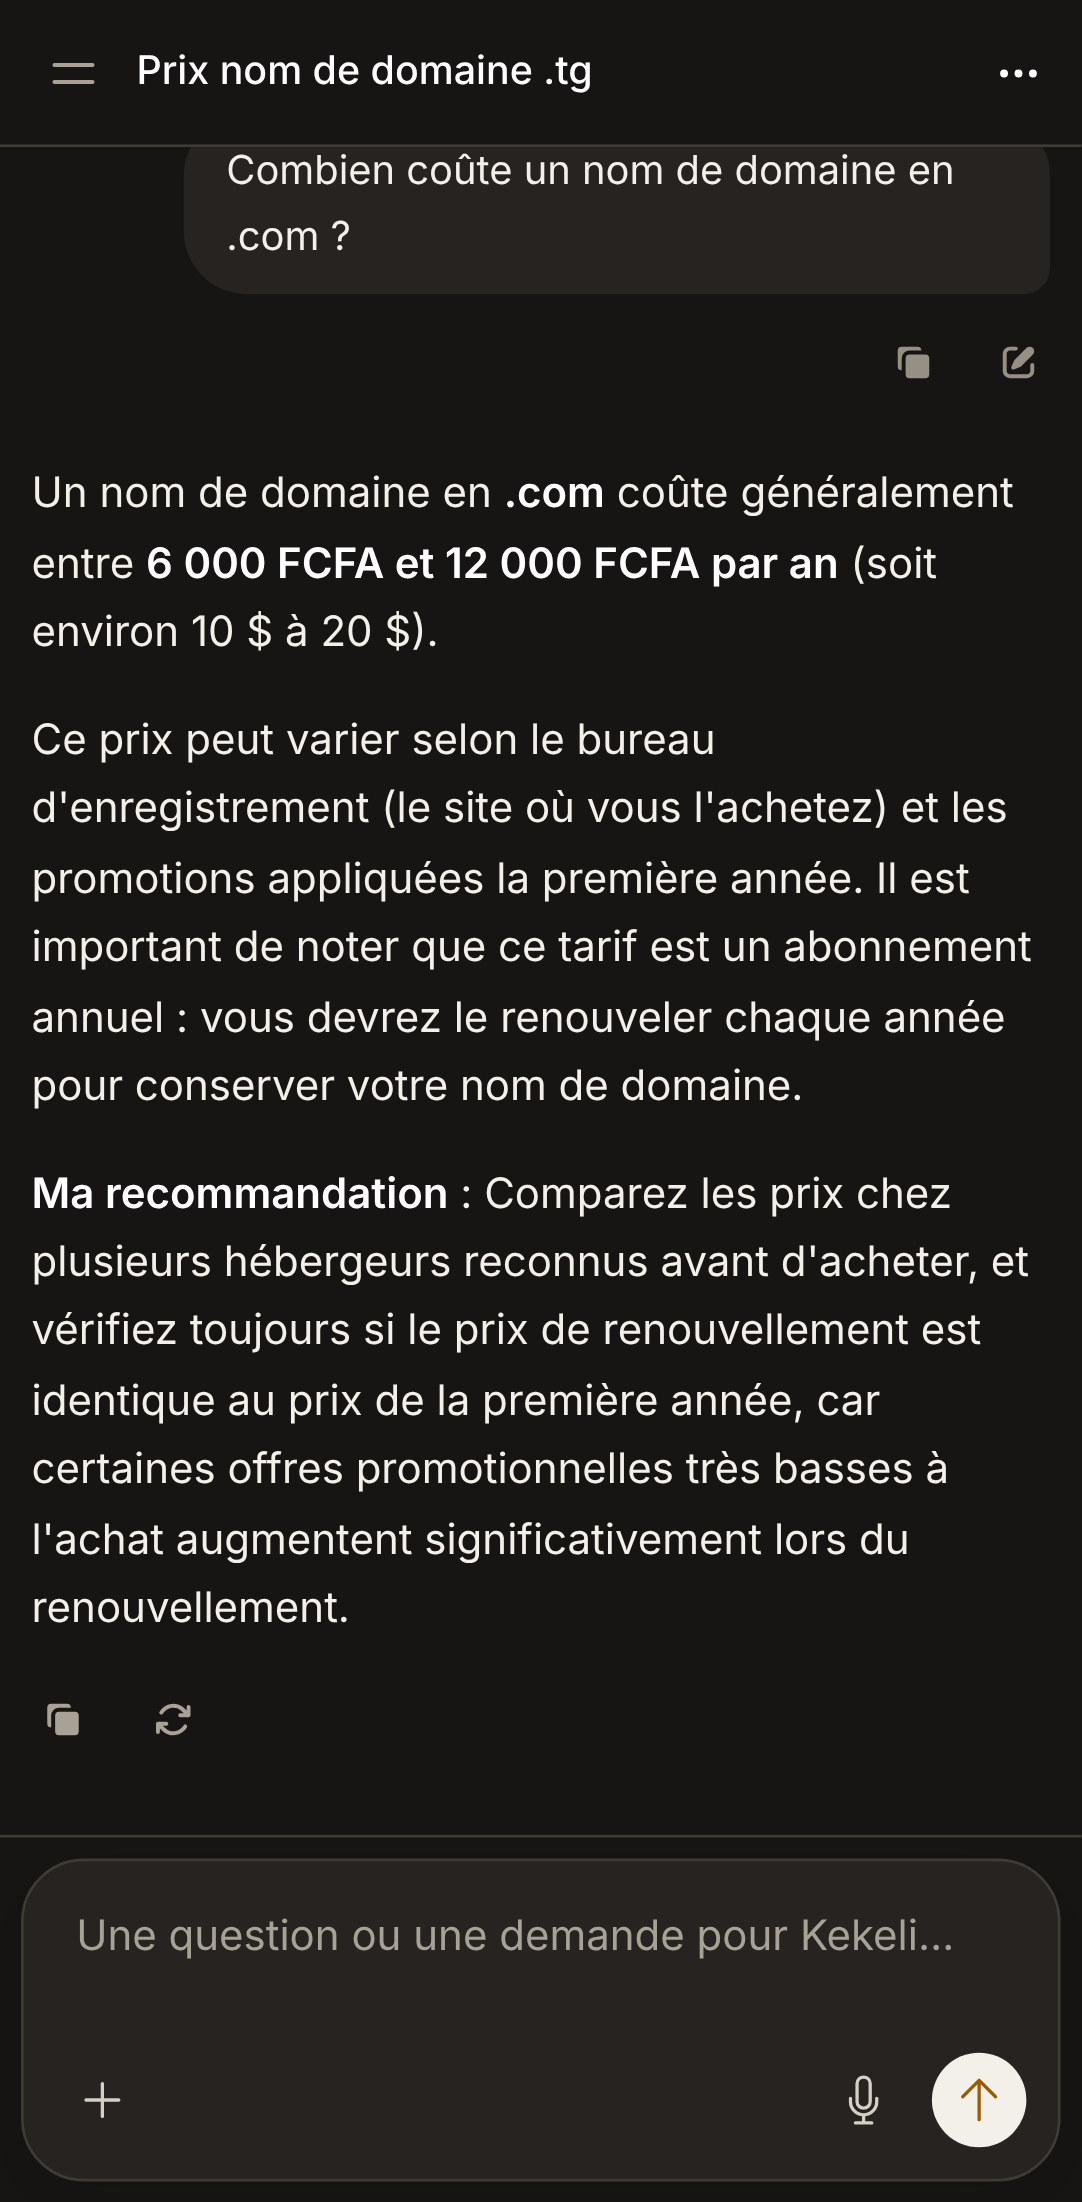 Prix nom de domaine .tg
Combien coûte un nom de domaine en
.com ?
Un nom de domaine en .com coûte généralement
entre 6 000 FCFA et 12 000 FCFA par an (soit
environ 10 $ à 20 $).
Ce prix peut varier selon le bureau
d'enregistrement (le site où vous l'achetez) et les
promotions appliquées la première année. Il est
important de noter que ce tarif est un abonnement
annuel : vous devrez le renouveler chaque année
pour conserver votre nom de domaine.
Ma recommandation : Comparez les prix chez
plusieurs hébergeurs reconnus avant d'acheter, et
vérifiez toujours si le prix de renouvellement est
identique au prix de la première année, car
certaines offres promotionnelles très basses à
l'achat augmentent significativement lors du
renouvellement.
Une question ou une demande pour Kekeli...